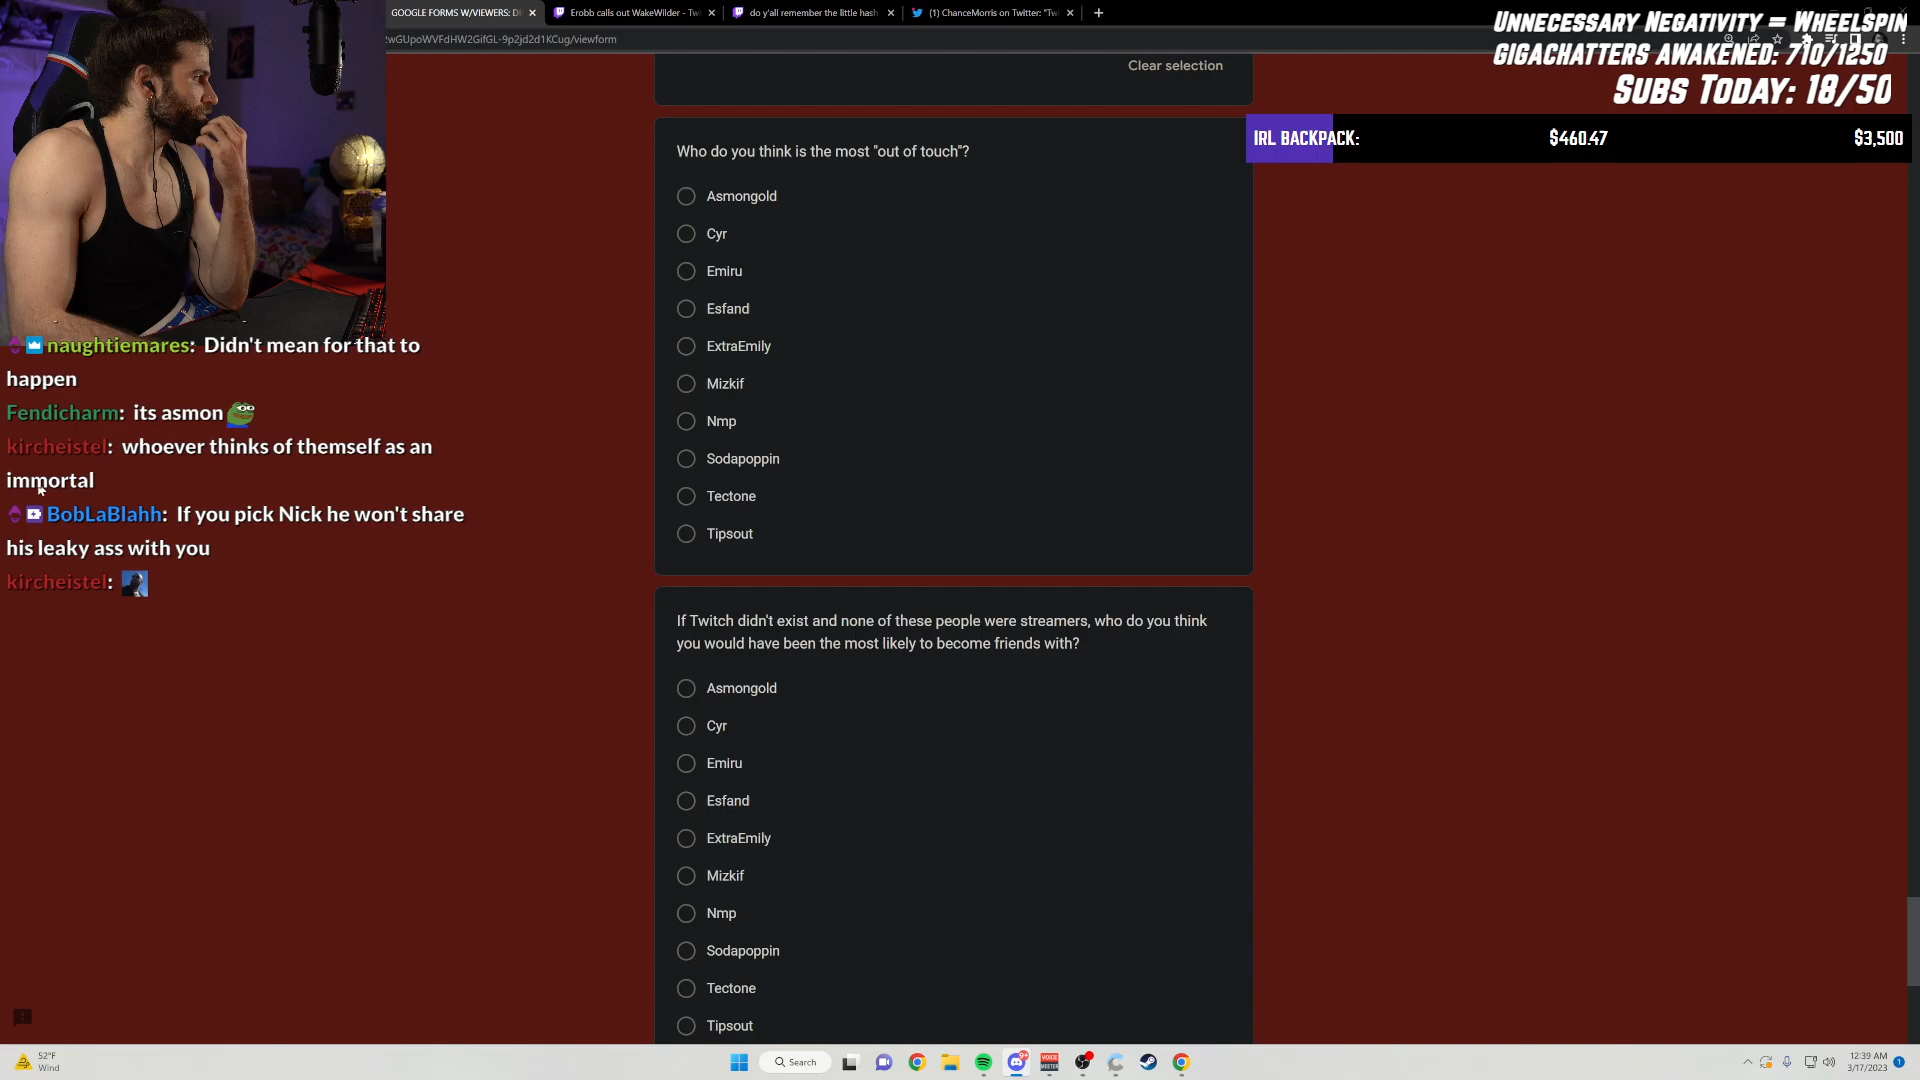 GOOGLE FORMS W/VIEWERS: D
Erobb calls out WakeWilder - Tw
do y'all remember the little hash
(1) ChanceMorris on Twitter: "Tw
wGUpoWVFdHW2GifGL-9p2jd2d1KCug/viewform
UNNECESSARY NEGATIVITY = WHEELSPIN
GIGACHATTERS AWAKENED: 710/1250
SUBS TODAY: 18/50
IRL BACKPACK: $460.47 $3,500
Clear selection
Who do you think is the most "out of touch"?
Asmongold
Cyr
Emiru
Esfand
ExtraEmily
Mizkif
Nmp
Sodapoppin
Tectone
Tipsout
naughtiemares: Didn't mean for that to
happen
Fendicharm: its asmon
kircheistel: whoever thinks of themself as an
immortal
BobLaBlahh: If you pick Nick he won't share
his leaky ass with you
kircheistel:
If Twitch didn't exist and none of these people were streamers, who do you think
you would have been the most likely to become friends with?
Asmongold
Cyr
Emiru
Esfand
ExtraEmily
Mizkif
Nmp
Sodapoppin
Tectone
Tipsout
52°F
Wind
Search
12:39 AM
3/17/2023
1